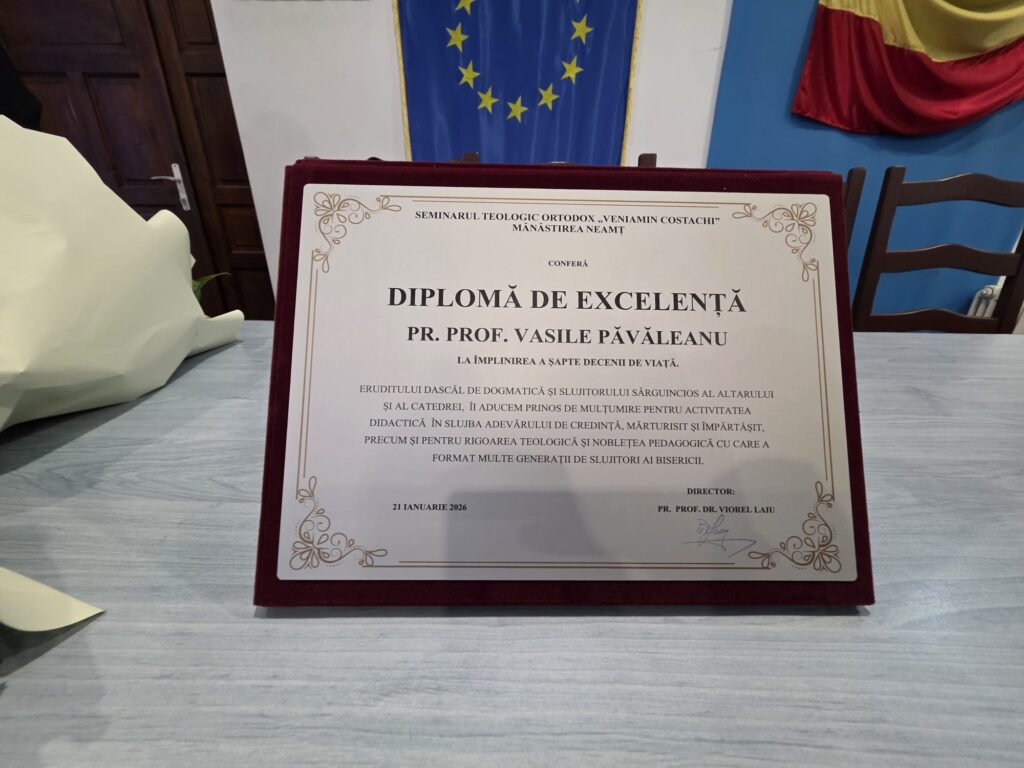 SEMINARUL TEOLOGIC ORTODOX „VENIAMIN COSTACHI”
MĂNĂSTIREA NEAMȚ
CONFERĂ
DIPLOMĂ DE EXCELENȚĂ
PR. PROF. VASILE PĂVĂLEANU
LA ÎMPLINIREA A ȘAPTE DECENII DE VIAȚĂ.
ERUDITULUI DASCĂL DE DOGMATICĂ ȘI SLUJITORULUI SÂRGUINCIOS AL ALTARULUI
ȘI AL CATEDREI, ÎI ADUCEM PRINOS DE MULȚUMIRE PENTRU ACTIVITATEA
DIDACTICĂ ÎN SLUJBA ADEVĂRULUI DE CREDINȚĂ, MĂRTURISIT ȘI ÎMPĂRTĂȘIT,
PRECUM ȘI PENTRU RIGOAREA TEOLOGICĂ ȘI NOBLEȚEA PEDAGOGICĂ CU CARE A
FORMAT MULTE GENERAȚII DE SLUJITORI AI BISERICII.
DIRECTOR:
21 IANUARIE 2026 PR. PROF. DR. VIOREL LAIU